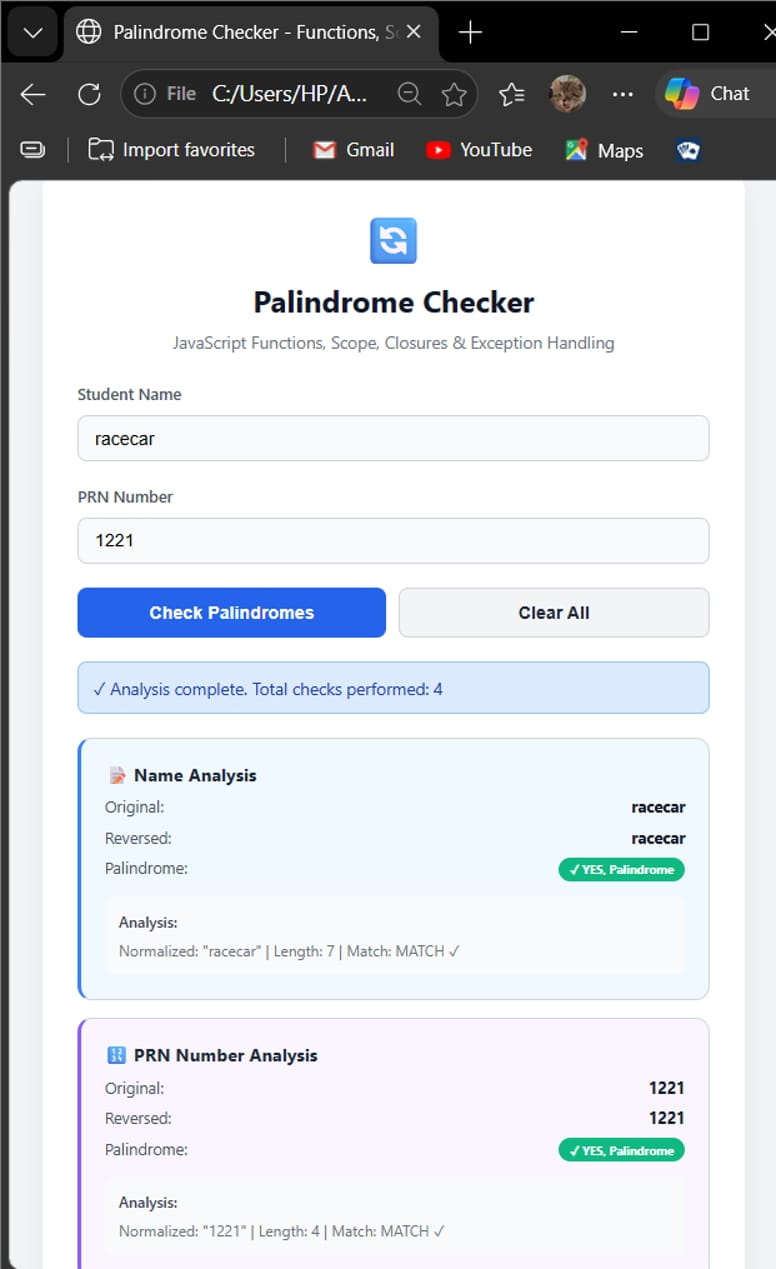 Palindrome Checker - Functions, Sc
File C:/Users/HP/A...
Chat
Import favorites
Gmail
YouTube
Maps
Palindrome Checker
JavaScript Functions, Scope, Closures & Exception Handling
Student Name
racecar
PRN Number
1221
Check Palindromes
Clear All
✓ Analysis complete. Total checks performed: 4
Name Analysis
Original: racecar
Reversed: racecar
Palindrome: ✓ YES, Palindrome
Analysis:
Normalized: "racecar" | Length: 7 | Match: MATCH ✓
PRN Number Analysis
Original: 1221
Reversed: 1221
Palindrome: ✓ YES, Palindrome
Analysis:
Normalized: "1221" | Length: 4 | Match: MATCH ✓